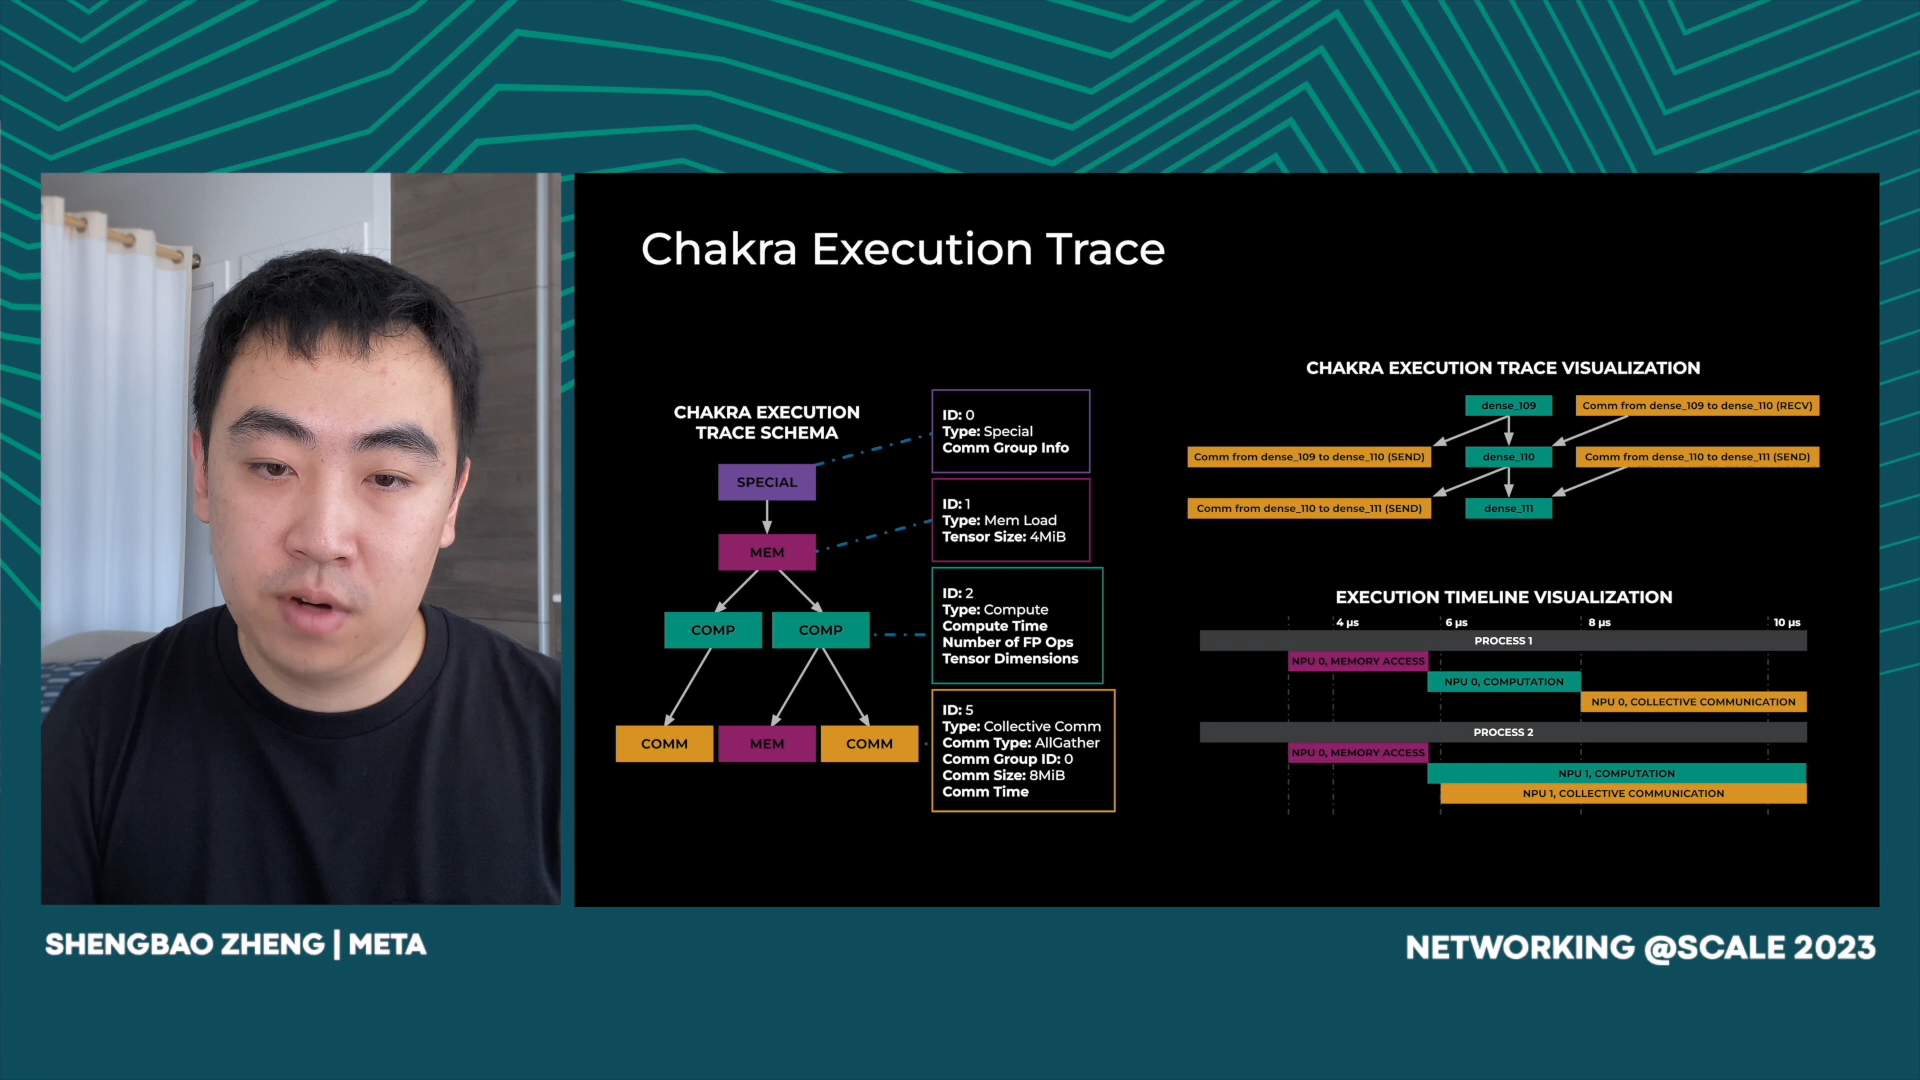 Chakra Execution Trace
CHAKRA EXECUTION
TRACE SCHEMA
SPECIAL
MEM
COMP
COMP
COMM
MEM
COMM
ID: 0
Type: Special
Comm Group Info
ID: 1
Type: Mem Load
Tensor Size: 4MiB
ID: 2
Type: Compute
Compute Time
Number of FP Ops
Tensor Dimensions
ID: 5
Type: Collective Comm
Comm Type: AllGather
Comm Group ID: 0
Comm Size: 8MiB
Comm Time
CHAKRA EXECUTION TRACE VISUALIZATION
dense_109
Comm from dense_109 to dense_110 (RECV)
Comm from dense_109 to dense_110 (SEND)
dense_110
Comm from dense_110 to dense_111 (SEND)
Comm from dense_110 to dense_111 (SEND)
dense_111
EXECUTION TIMELINE VISUALIZATION
4 µs
6 µs
8 µs
10 µs
PROCESS 1
NPU 0, MEMORY ACCESS
NPU 0, COMPUTATION
NPU 0, COLLECTIVE COMMUNICATION
PROCESS 2
NPU 0, MEMORY ACCESS
NPU 1, COMPUTATION
NPU 1, COLLECTIVE COMMUNICATION
SHENGBAO ZHENG | META
NETWORKING @SCALE 2023